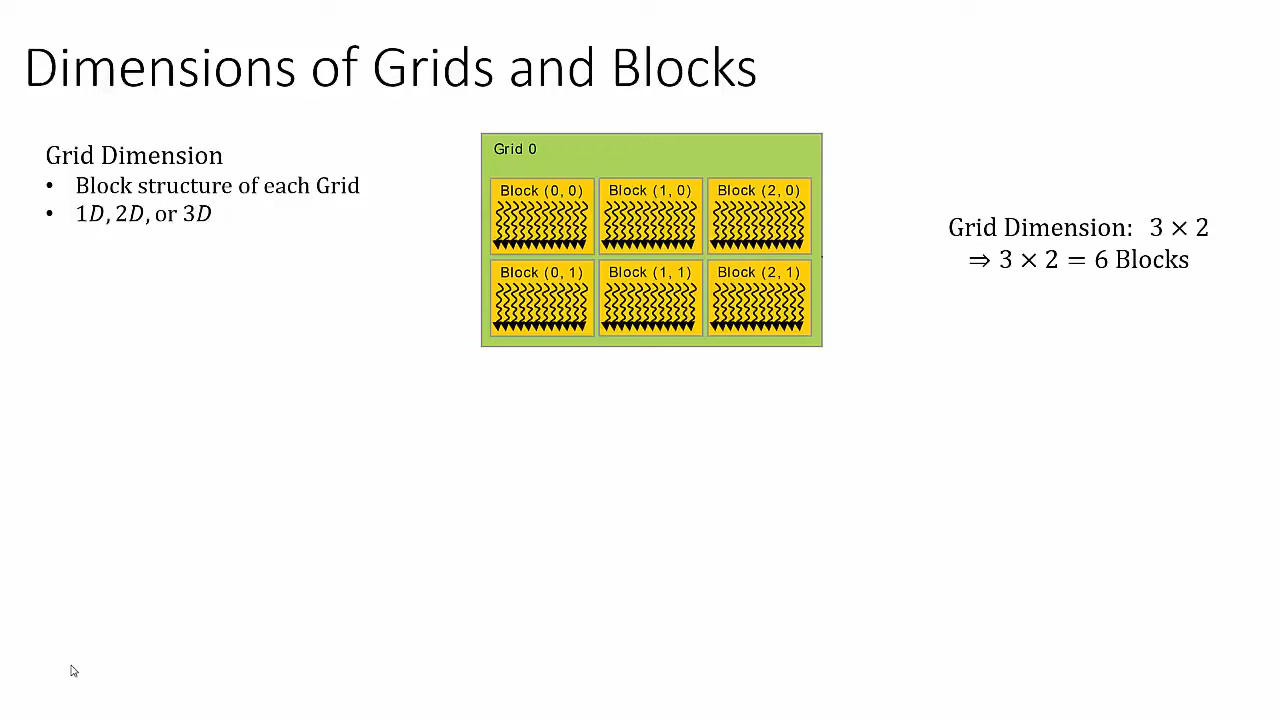 Dimensions of Grids and Blocks
Grid Dimension
• Block structure of each Grid
• 1D, 2D, or 3D
Grid 0
Block (0, 0) Block (1, 0) Block (2, 0)
Block (0, 1) Block (1, 1) Block (2, 1)
Grid Dimension: 3 × 2
⇒ 3 × 2 = 6 Blocks